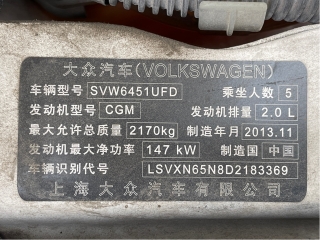 大众汽车(VOLKSWAGEN)
车辆型号 SVW6451UFD 乘坐人数 5
发动机型号 CGM 发动机排量 2.0 L
最大允许总质量 2170kg 制造年月 2013.11
发动机最大净功率 147 kW 制造国 中国
车辆识别代号 LSVXN65N8D2183369
上海大众汽车有限公司